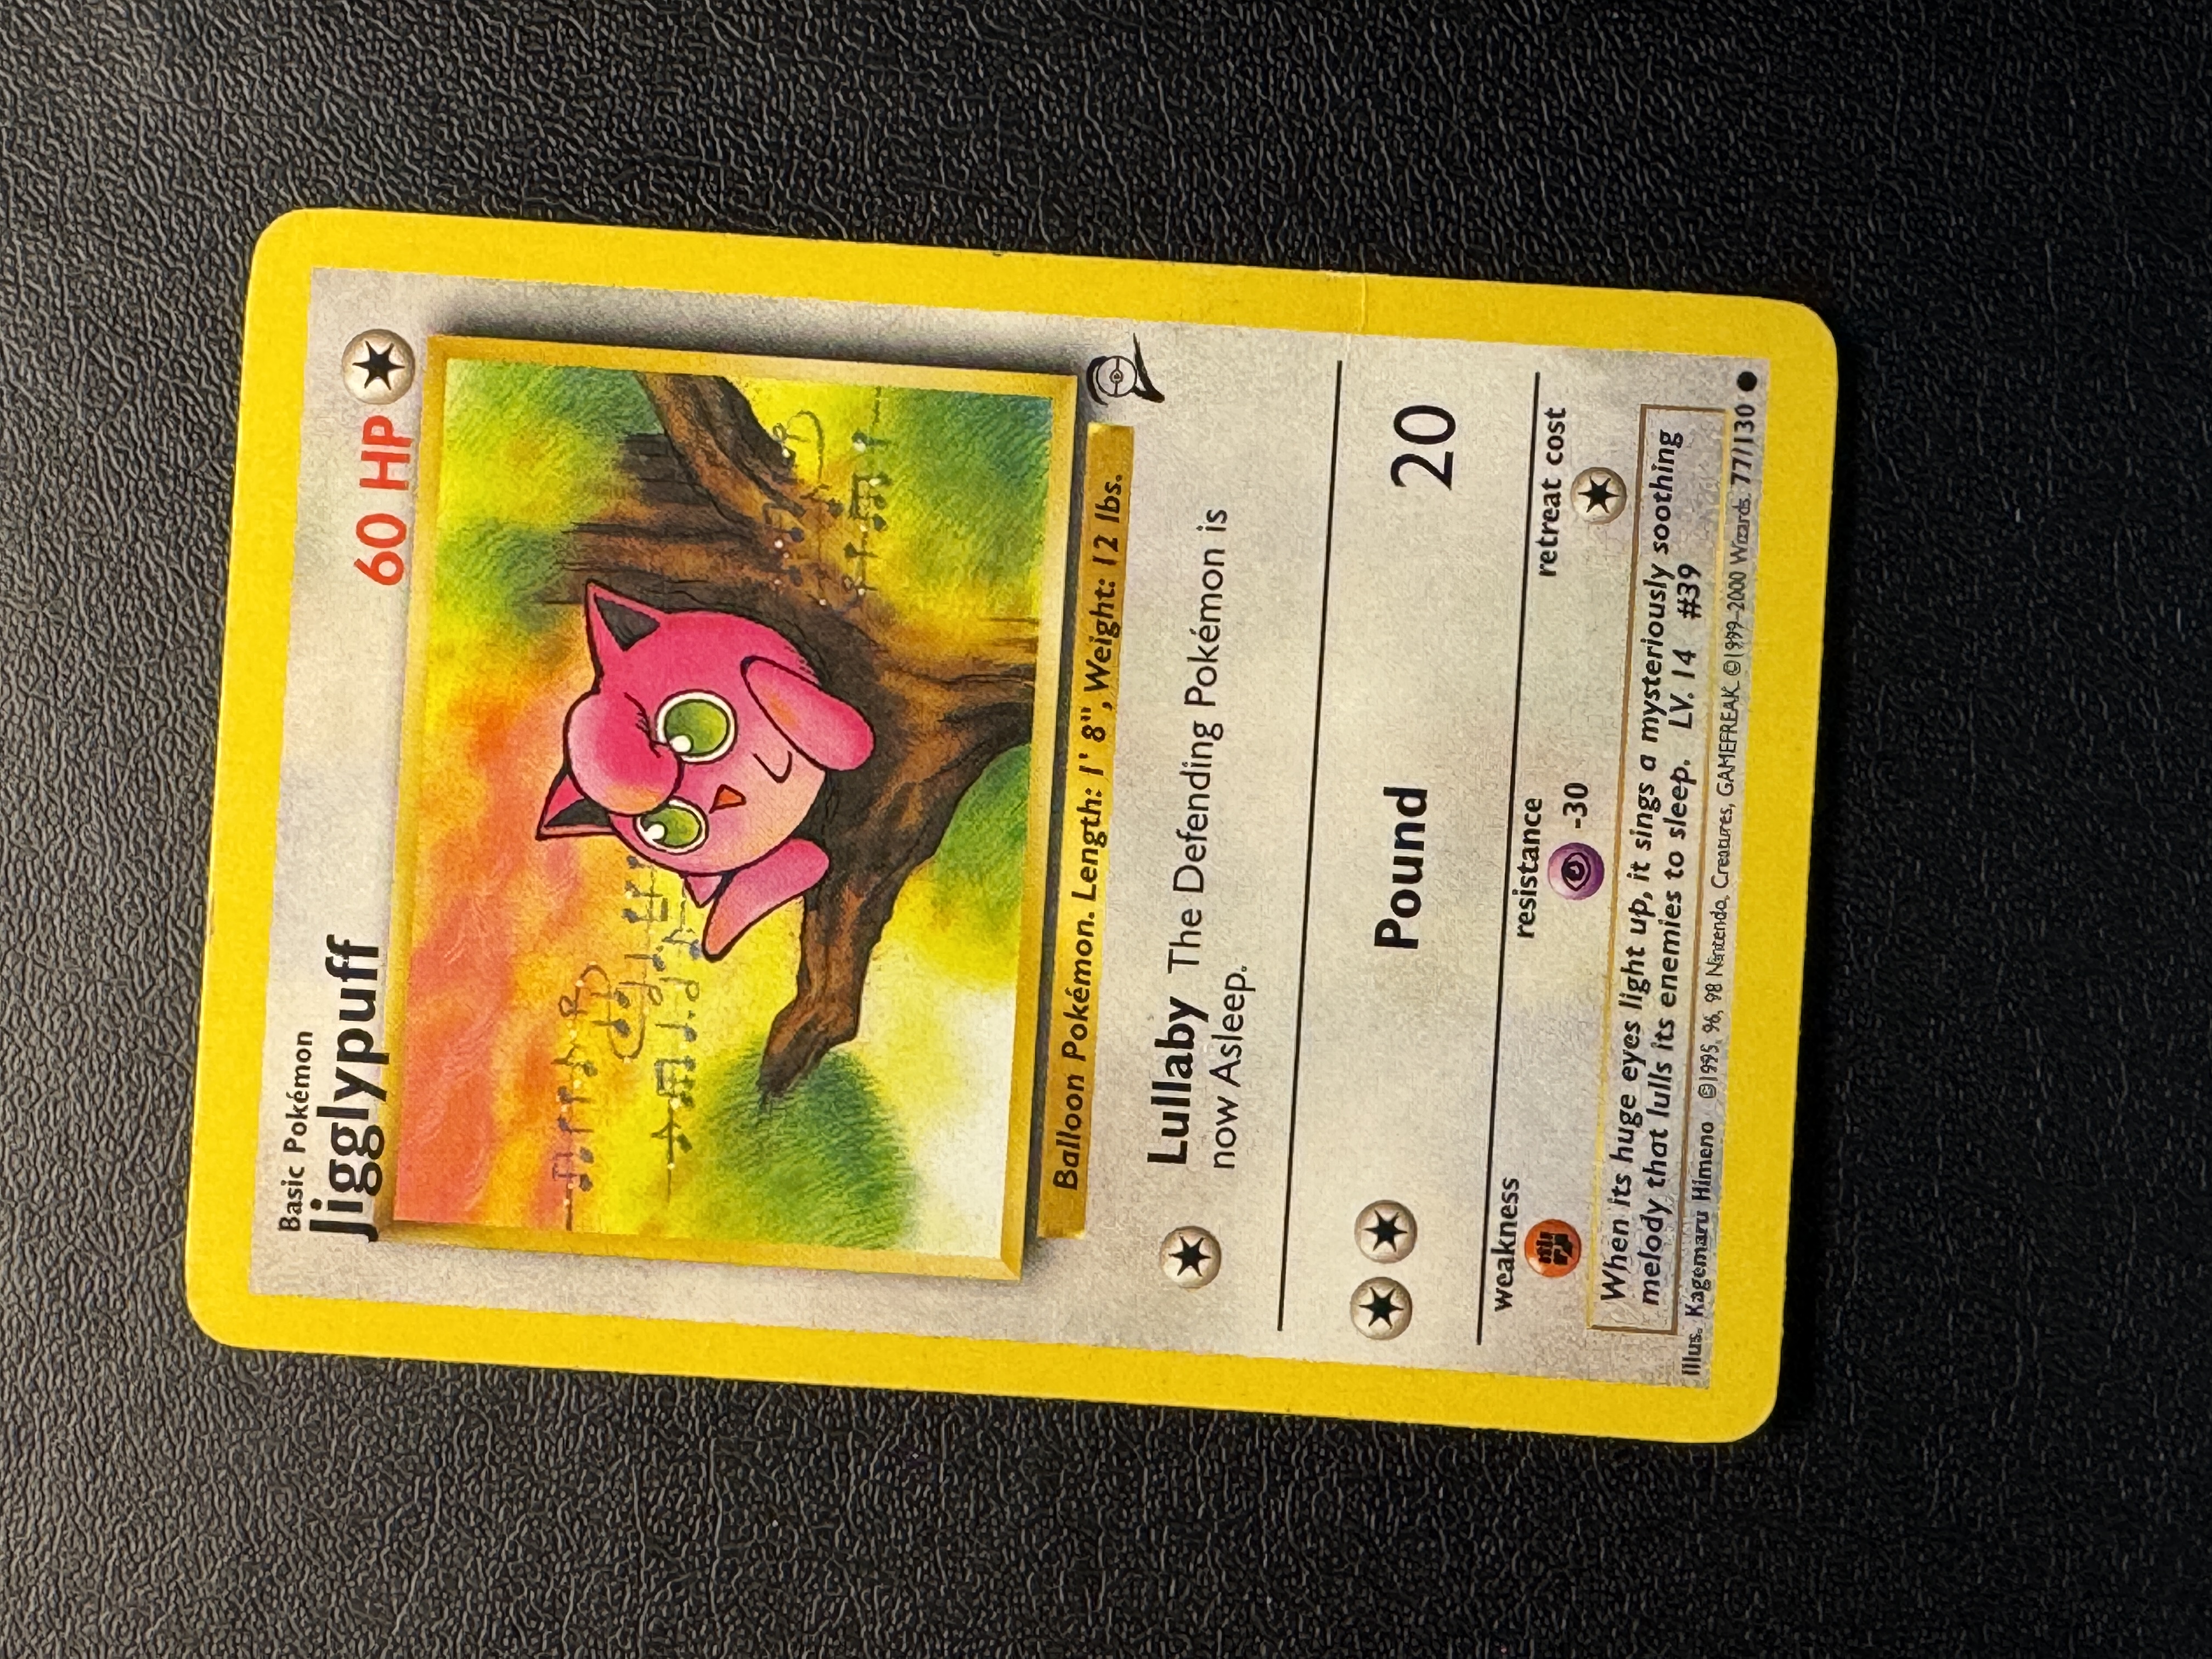 Basic Pokémon
Jigglypuff
60 HP
Balloon Pokémon. Length: 1' 8", Weight: 12 lbs.
Lullaby The Defending Pokémon is
now Asleep.
Pound 20
weakness resistance retreat cost
-30
When its huge eyes light up, it sings a mysteriously soothing
melody that lulls its enemies to sleep. LV. 14 #39
Illus. Kagemaru Himeno ©1995, 96, 98 Nintendo, Creatures, GAMEFREAK. ©1999-2000 Wizards. 77/130